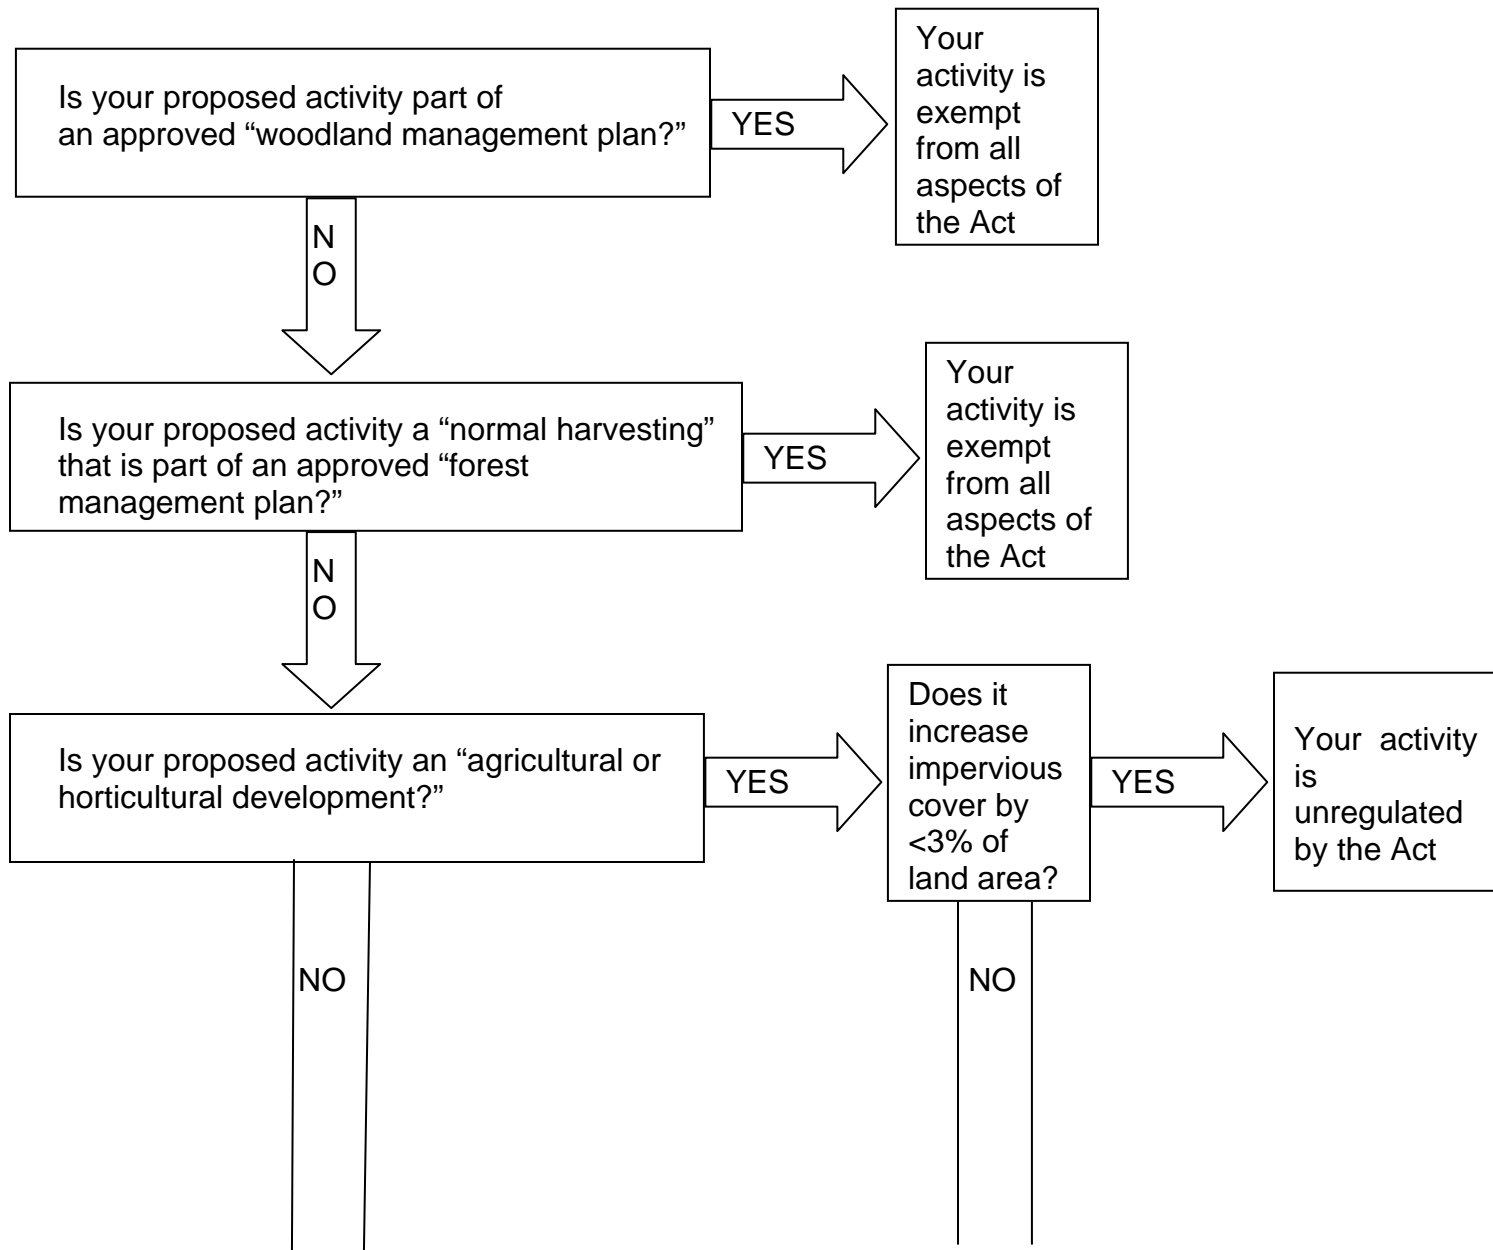 Is your proposed activity part of
an approved “woodland management plan?”
YES
Your
activity is
exempt
from all
aspects of
the Act
N
O
Is your proposed activity a “normal harvesting”
that is part of an approved “forest
management plan?”
YES
Your
activity is
exempt
from all
aspects of
the Act
N
O
Is your proposed activity an “agricultural or
horticultural development?”
YES
Does it
increase
impervious
cover by
<3% of
land area?
YES
Your activity
is
unregulated
by the Act
NO
NO